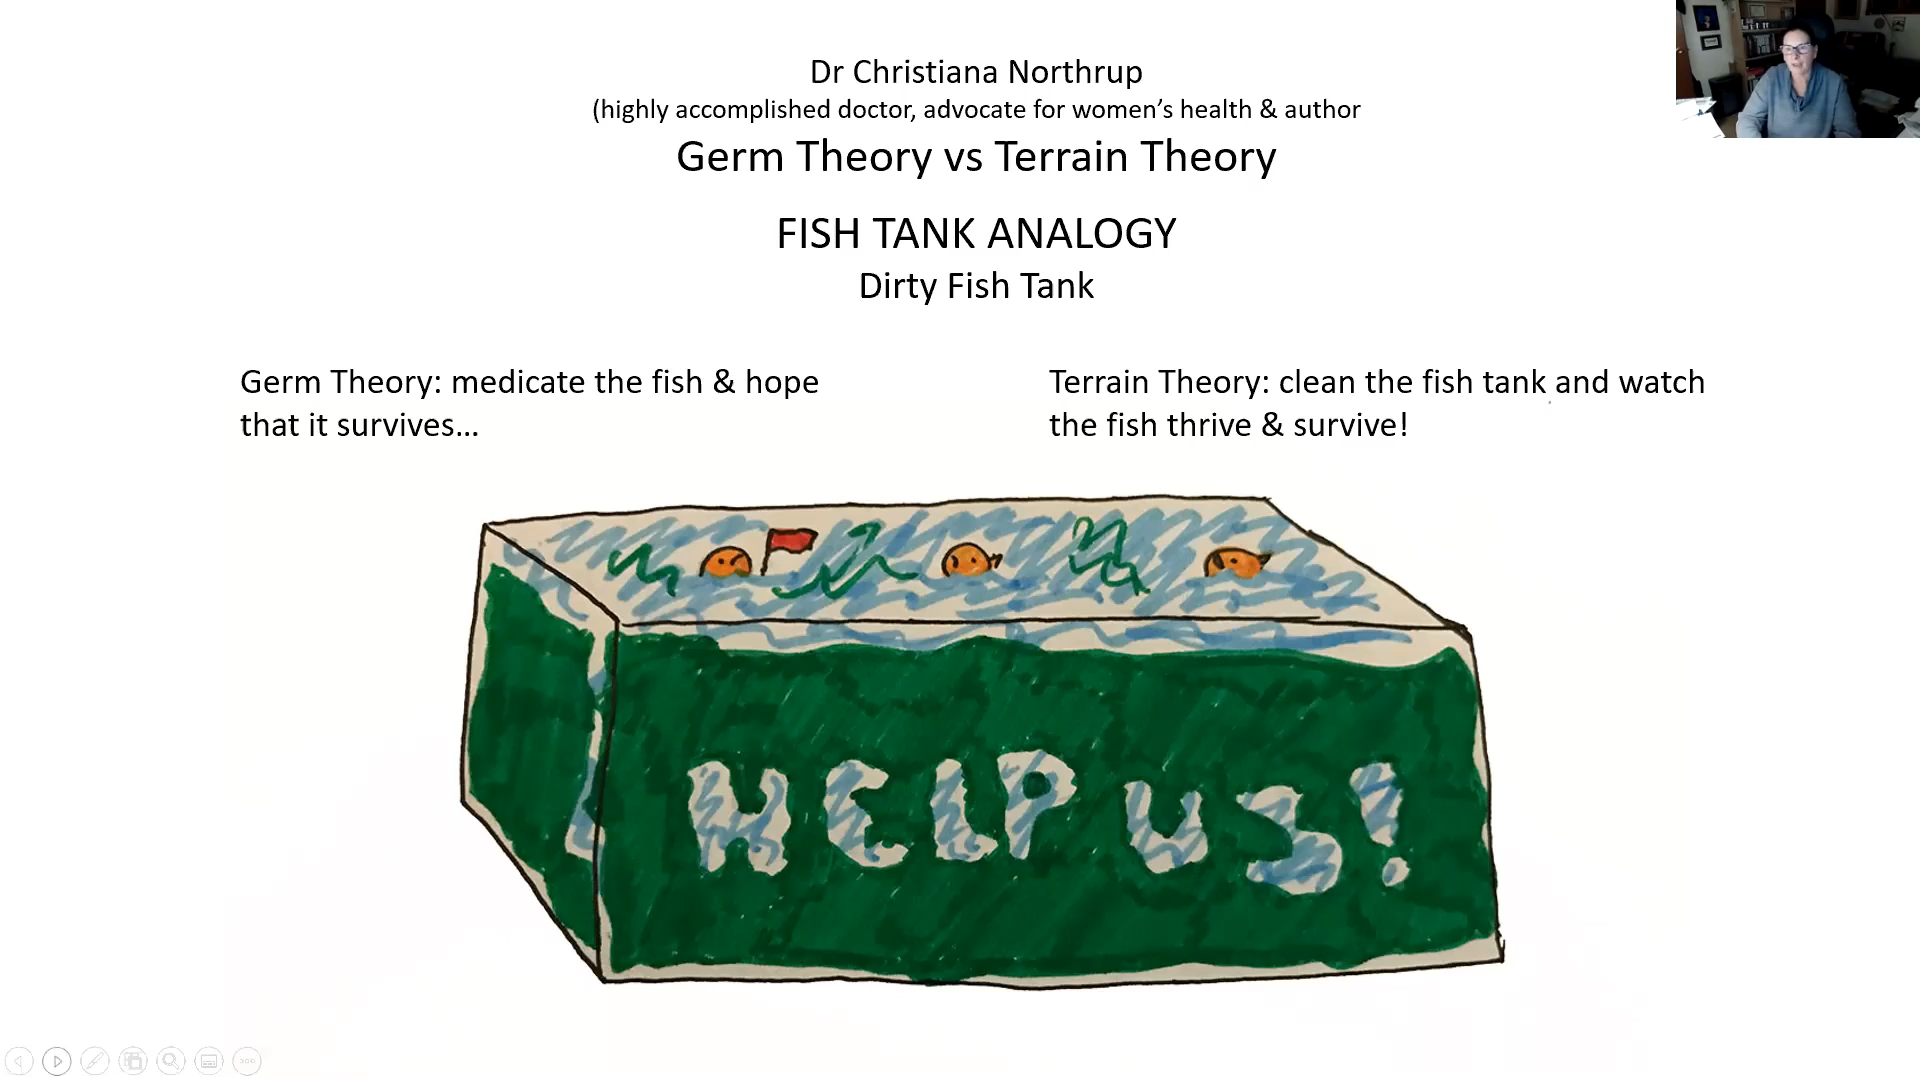 Dr Christiana Northrup
(highly accomplished doctor, advocate for women's health & author
Germ Theory vs Terrain Theory
FISH TANK ANALOGY
Dirty Fish Tank
Germ Theory: medicate the fish & hope
that it survives...
Terrain Theory: clean the fish tank and watch
the fish thrive & survive!
HELP US!